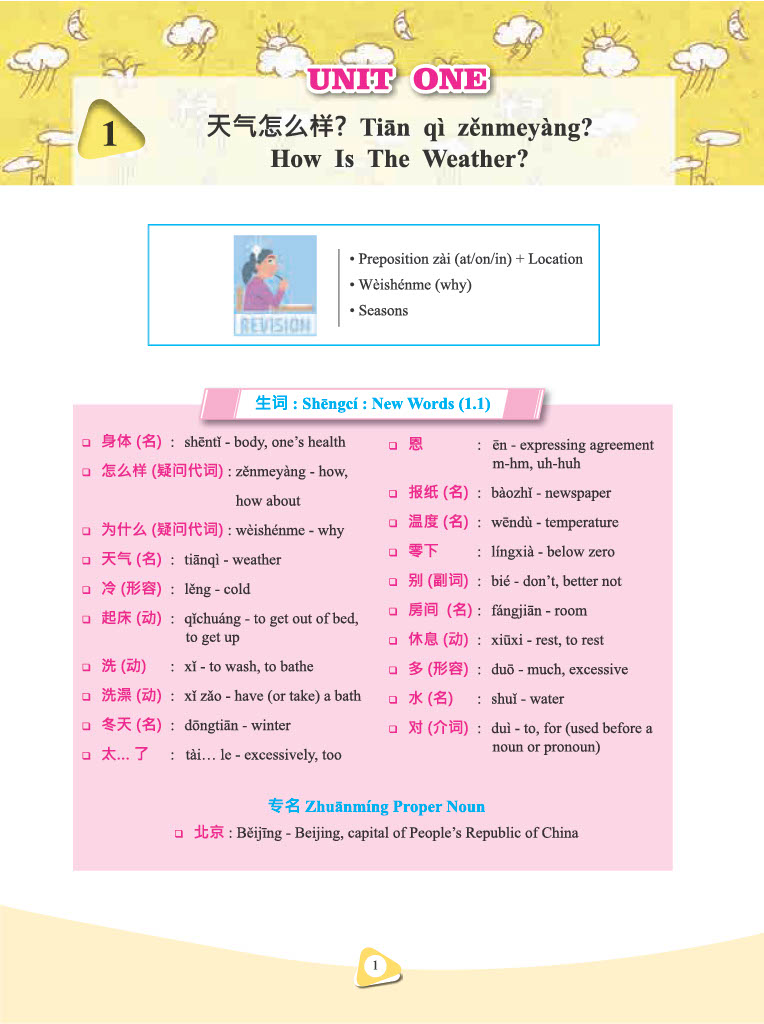 UNIT ONE
1
天气怎么样? Tiān qì zěnmeyàng?
How Is The Weather?
REVISION
• Preposition zài (at/on/in) + Location
• Wèishénme (why)
• Seasons
生词 : Shēngcí : New Words (1.1)
❑ 身体 (名) : shēntǐ - body, one's health
❑ 怎么样 (疑问代词) : zěnmeyàng - how,
how about
❑ 为什么 (疑问代词) : wèishénme - why
❑ 天气 (名) : tiānqì - weather
❑ 冷 (形容) : lěng - cold
❑ 起床 (动) : qǐchuáng - to get out of bed,
to get up
❑ 洗 (动) : xǐ - to wash, to bathe
❑ 洗澡 (动) : xǐ zǎo - have (or take) a bath
❑ 冬天 (名) : dōngtiān - winter
❑ 太... 了 : tài… le - excessively, too
❑ 恩 : ēn - expressing agreement
m-hm, uh-huh
❑ 报纸 (名) : bàozhǐ - newspaper
❑ 温度 (名) : wēndù - temperature
❑ 零下 : língxià - below zero
❑ 别 (副词) : bié - don't, better not
❑ 房间 (名) : fángjiān - room
❑ 休息 (动) : xiūxi - rest, to rest
❑ 多 (形容) : duō - much, excessive
❑ 水 (名) : shuǐ - water
❑ 对 (介词) : duì - to, for (used before a
noun or pronoun)
专名 Zhuānmíng Proper Noun
❑ 北京 : Běijīng - Beijing, capital of People's Republic of China
1